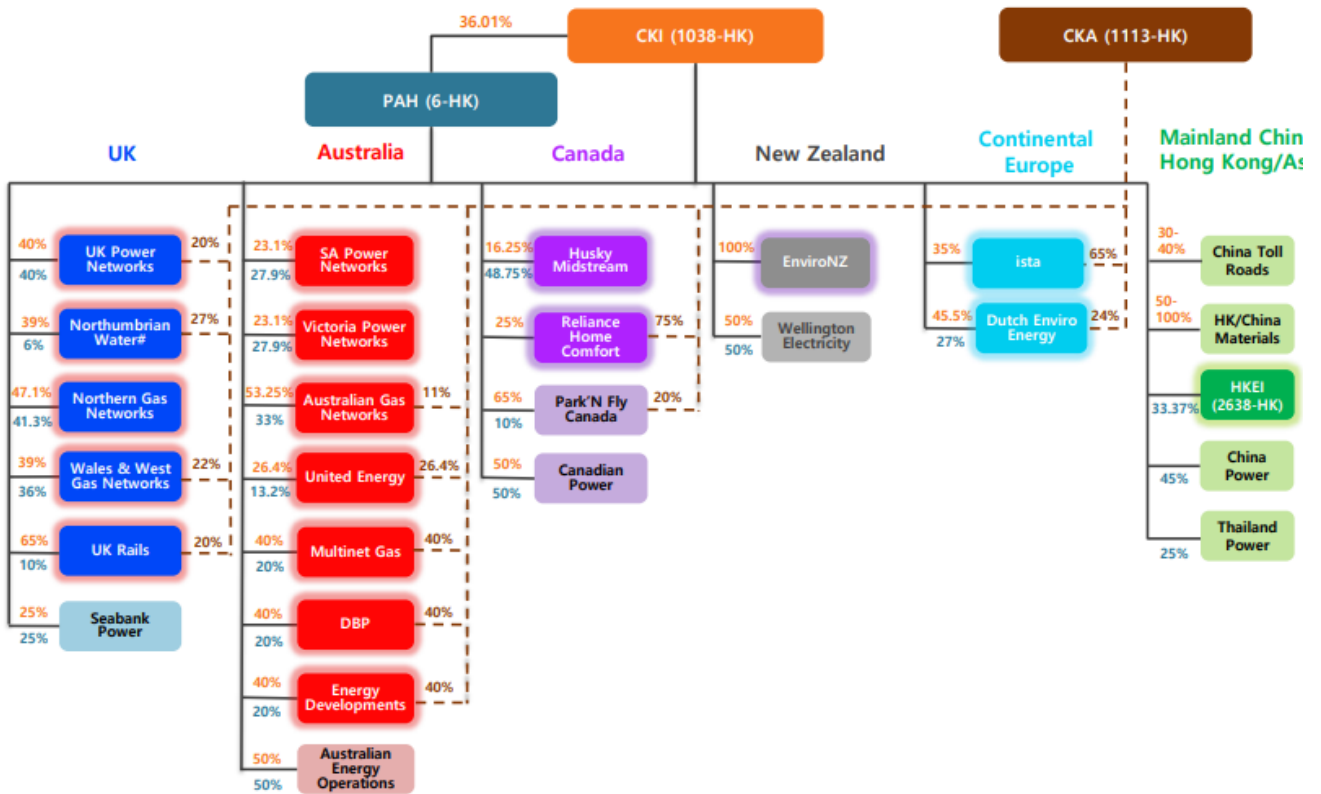 36.01%
CKI (1038-HK)
CKA (1113-HK)
PAH (6-HK)
UK
Australia
Canada
New Zealand
Continental
Europe
Mainland Chin
Hong Kong/As
40%
UK Power
Networks
20%
40%
39%
Northumbrian
Water#
27%
6%
47.1%
Northern Gas
Networks
41.3%
39%
Wales & West
Gas Networks
22%
36%
65%
UK Rails
20%
10%
25%
Seabank
Power
25%
23.1%
SA Power
Networks
27.9%
23.1%
Victoria Power
Networks
27.9%
53.25%
Australian Gas
Networks
11%
33%
26.4%
United Energy
26.4%
13.2%
40%
Multinet Gas
40%
20%
40%
DBP
40%
20%
40%
Energy
Developments
40%
20%
50%
Australian
Energy
Operations
50%
16.25%
Husky
Midstream
48.75%
25%
Reliance
Home
Comfort
75%
65%
Park'N Fly
Canada
20%
10%
50%
Canadian
Power
50%
100%
EnviroNZ
50%
Wellington
Electricity
50%
35%
ista
65%
45.5%
Dutch Enviro
Energy
24%
27%
30-
40%
China Toll
Roads
50-
100%
HK/China
Materials
HKEI
(2638-HK)
33.37%
China
Power
45%
Thailand
Power
25%